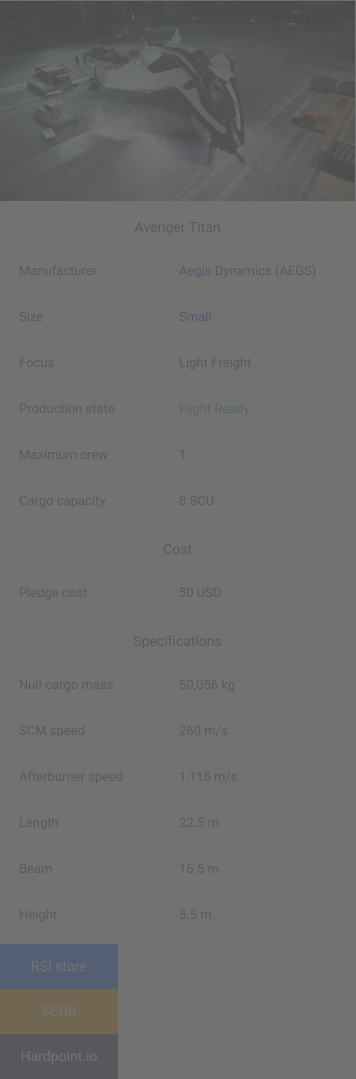 Avenger Titan
Manufacturer Aegis Dynamics (AEGS)
Size Small
Focus Light Freight
Production state Flight Ready
Maximum crew 1
Cargo capacity 8 SCU
Cost
Pledge cost 50 USD
Specifications
Null-cargo mass 50,056 kg
SCM speed 260 m/s
Afterburner speed 1,115 m/s
Length 22.5 m
Beam 16.5 m
Height 5.5 m
RSI store
SCDB
Hardpoint.io